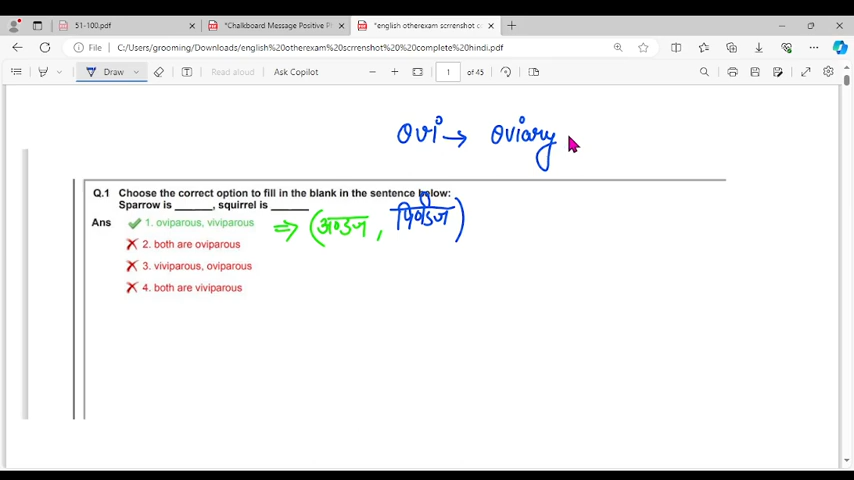 51-100.pdf
*Chalkboard Message Positive P
*english otherexam scrrenshot c
File
C:/Users/grooming/Downloads/english%20otherexam%20scrrenshot%20%20complete%20hindi.pdf
Draw
Read aloud
Ask Copilot
1
of 45
Ovi → Oviary
Q.1 Choose the correct option to fill in the blank in the sentence below:
Sparrow is ______, squirrel is ______
Ans 1. oviparous, viviparous ⇒ (अण्डज, पिण्डज)
2. both are oviparous
3. viviparous, oviparous
4. both are viviparous